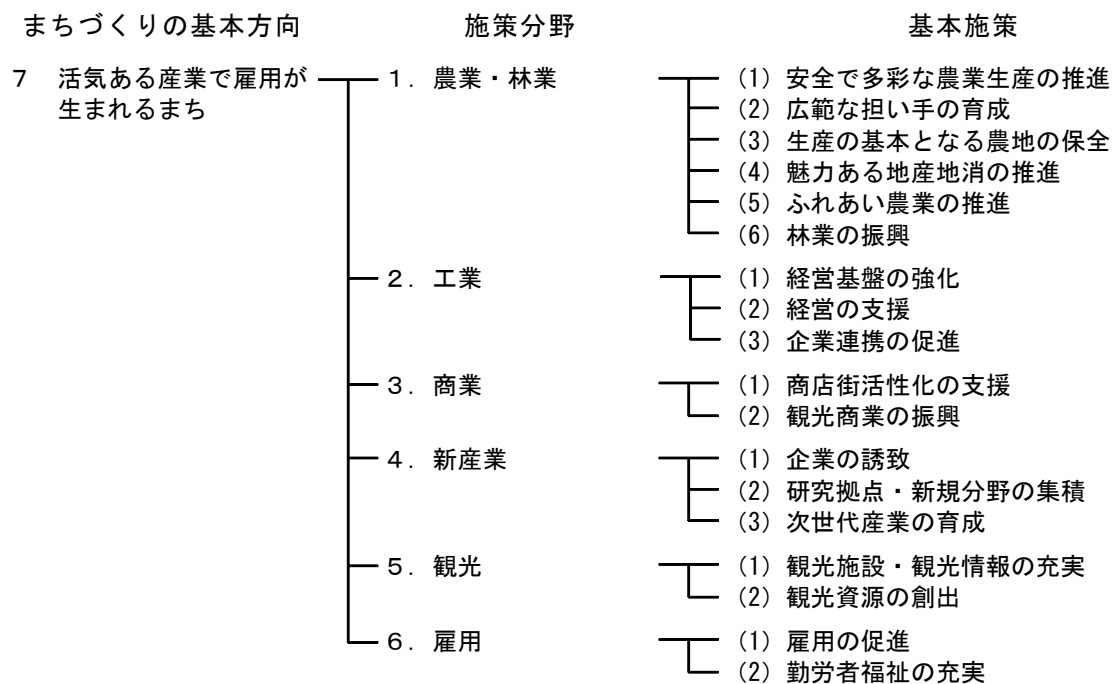 まちづくりの基本方向 施策分野 基本施策
7 活気ある産業で雇用が 1. 農業・林業 (1) 安全で多彩な農業生産の推進
生まれるまち (2) 広範な担い手の育成
(3) 生産の基本となる農地の保全
(4) 魅力ある地産地消の推進
(5) ふれあい農業の推進
(6) 林業の振興
2. 工業 (1) 経営基盤の強化
(2) 経営の支援
(3) 企業連携の促進
3. 商業 (1) 商店街活性化の支援
(2) 観光商業の振興
4. 新産業 (1) 企業の誘致
(2) 研究拠点・新規分野の集積
(3) 次世代産業の育成
5. 観光 (1) 観光施設・観光情報の充実
(2) 観光資源の創出
6. 雇用 (1) 雇用の促進
(2) 勤労者福祉の充実